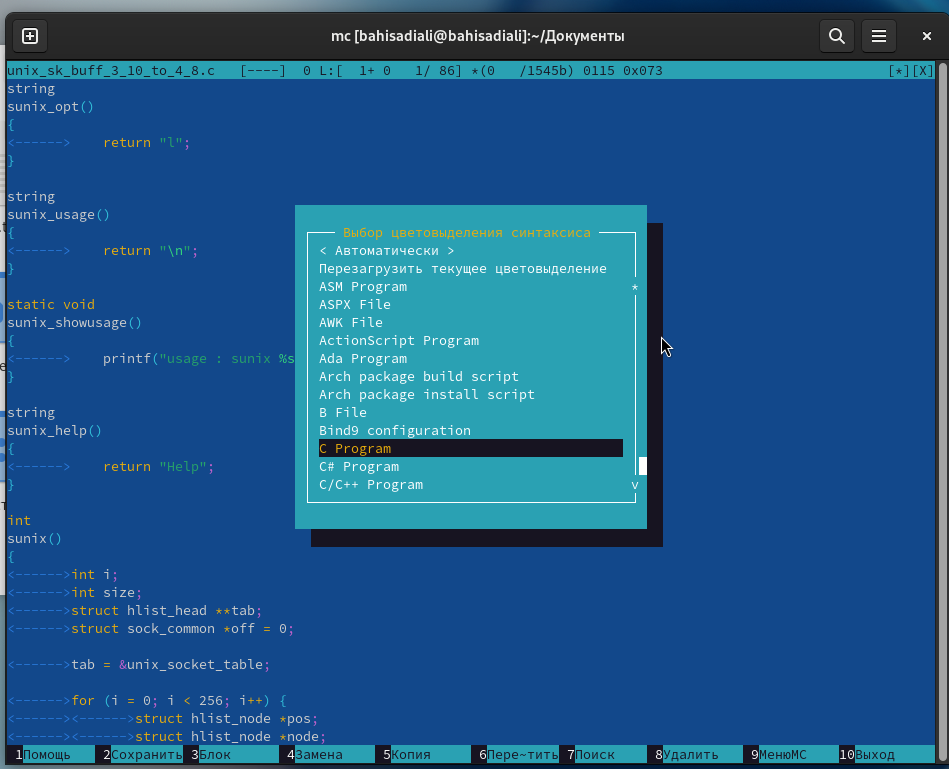 mc [bahisadiali@bahisadiali]:~/Документы
unix_sk_buff_3_10_to_4_8.c   [----]  0 L:[  1+ 0   1/ 86] *(0   /1545b) 0115 0x073 [*][X]
string
sunix_opt()
{
<------>    return "l";
}
string
sunix_usage()
{
<------>    return "\n";
}
static void
sunix_showusage()
{
<------>    printf("usage : sunix %s
}
string
sunix_help()
{
<------>    return "Help";
}
int
sunix()
{
<------>int i;
<------>int size;
<------>struct hlist_head **tab;
<------>struct sock_common *off = 0;
<------>tab = &unix_socket_table;
<------>for (i = 0; i < 256; i++) {
<------><------>struct hlist_node *pos;
<------><------>struct hlist_node *node;
Выбор цветовыделения синтаксиса
< Автоматически >
Перезагрузить текущее цветовыделение
ASM Program
ASPX File
AWK File
ActionScript Program
Ada Program
Arch package build script
Arch package install script
B File
Bind9 configuration
C Program
C# Program
C/C++ Program
1Помощь 2Сохранить 3Блок 4Замена 5Копия 6Пере~тить 7Поиск 8Удалить 9МенюMC 10Выход